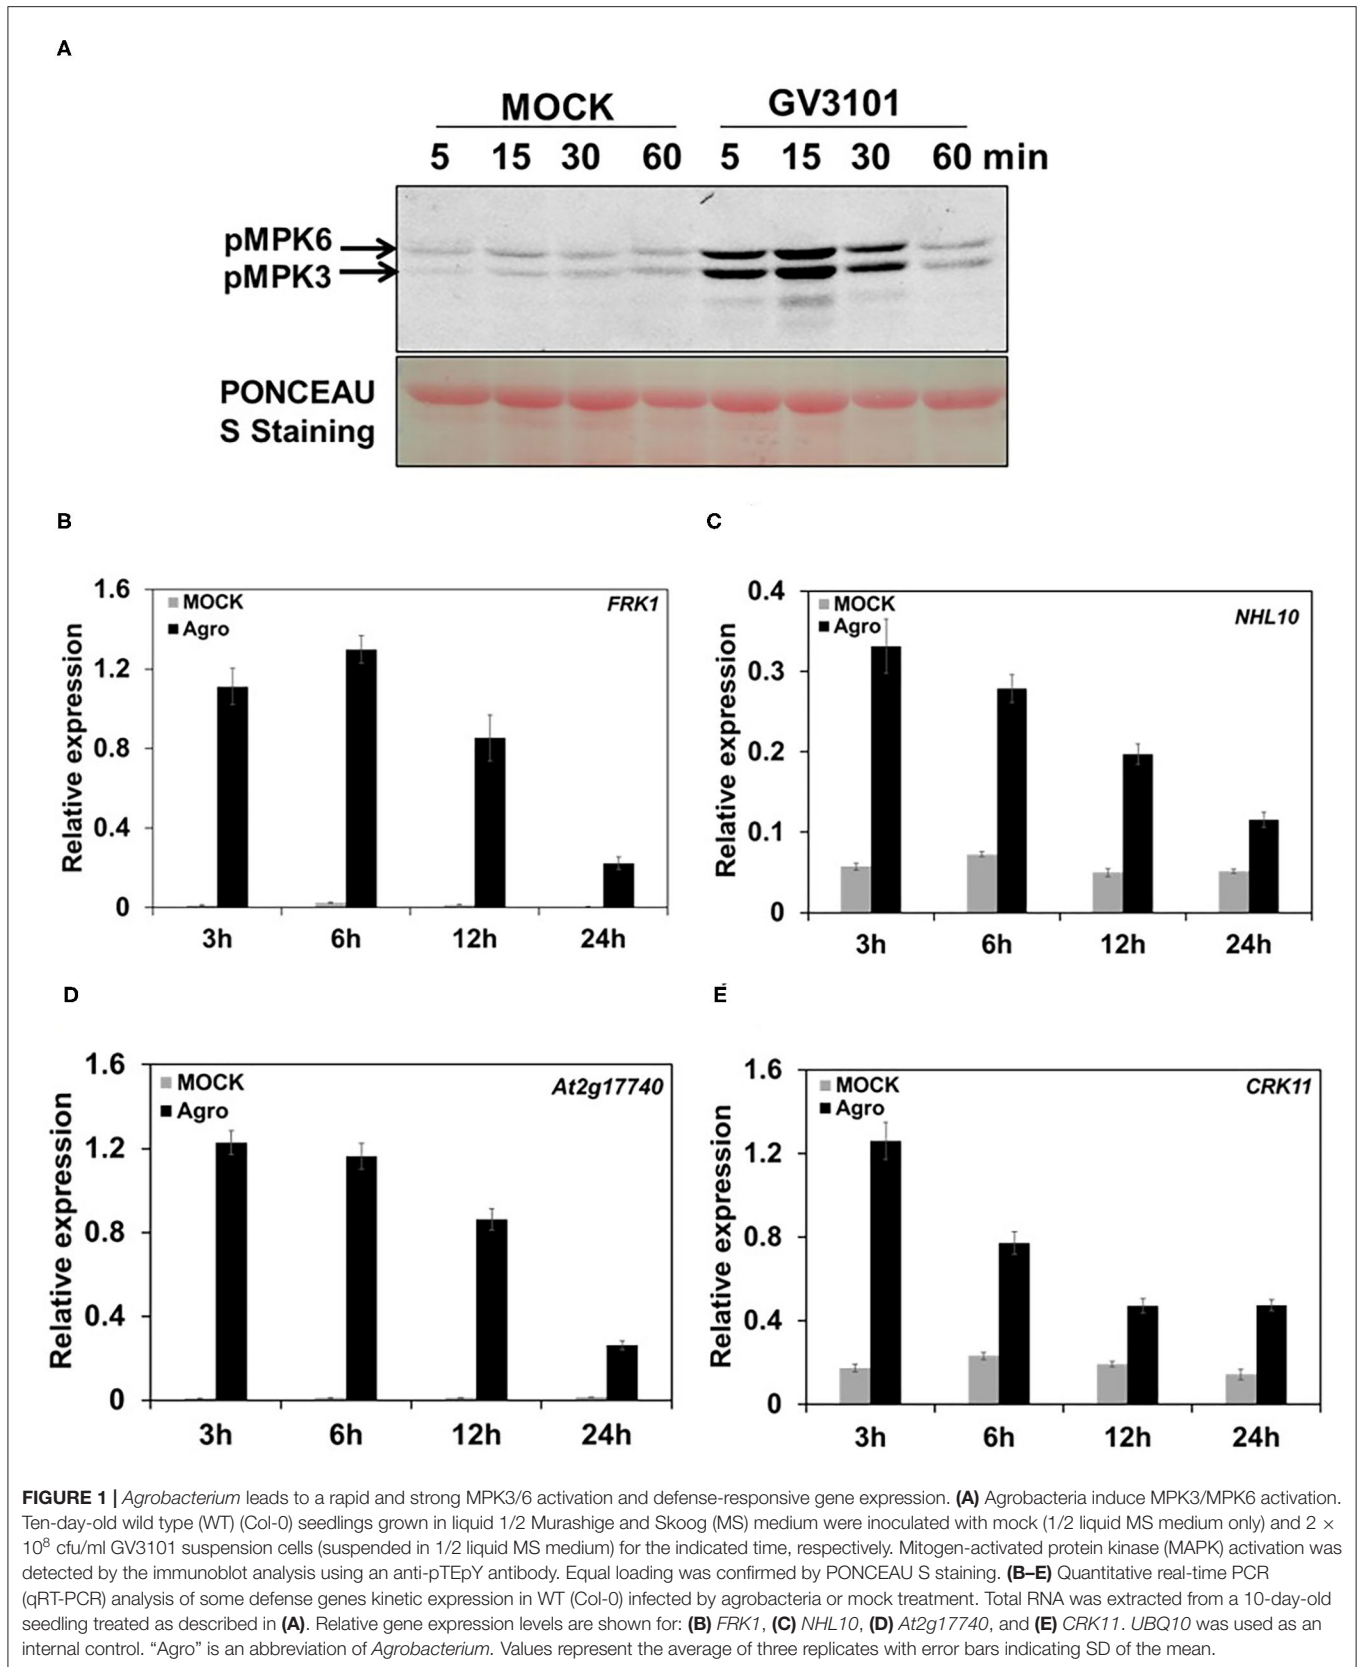 A
MOCK GV3101
5 15 30 60 5 15 30 60 min
pMPK6
pMPK3
PONCEAU
S Staining
B
1.6
1.2
0.8
0.4
0
Relative expression
MOCK
Agro
FRK1
3h 6h 12h 24h
C
0.4
0.3
0.2
0.1
0
Relative expression
MOCK
Agro
NHL10
3h 6h 12h 24h
D
1.6
1.2
0.8
0.4
0
Relative expression
MOCK
Agro
At2g17740
3h 6h 12h 24h
E
1.6
1.2
0.8
0.4
0
Relative expression
MOCK
Agro
CRK11
3h 6h 12h 24h
FIGURE 1 | Agrobacterium leads to a rapid and strong MPK3/6 activation and defense-responsive gene expression. (A) Agrobacteria induce MPK3/MPK6 activation.
Ten-day-old wild type (WT) (Col-0) seedlings grown in liquid 1/2 Murashige and Skoog (MS) medium were inoculated with mock (1/2 liquid MS medium only) and 2 ×
10⁸ cfu/ml GV3101 suspension cells (suspended in 1/2 liquid MS medium) for the indicated time, respectively. Mitogen-activated protein kinase (MAPK) activation was
detected by the immunoblot analysis using an anti-pTEpY antibody. Equal loading was confirmed by PONCEAU S staining. (B–E) Quantitative real-time PCR
(qRT-PCR) analysis of some defense genes kinetic expression in WT (Col-0) infected by agrobacteria or mock treatment. Total RNA was extracted from a 10-day-old
seedling treated as described in (A). Relative gene expression levels are shown for: (B) FRK1, (C) NHL10, (D) At2g17740, and (E) CRK11. UBQ10 was used as an
internal control. “Agro” is an abbreviation of Agrobacterium. Values represent the average of three replicates with error bars indicating SD of the mean.